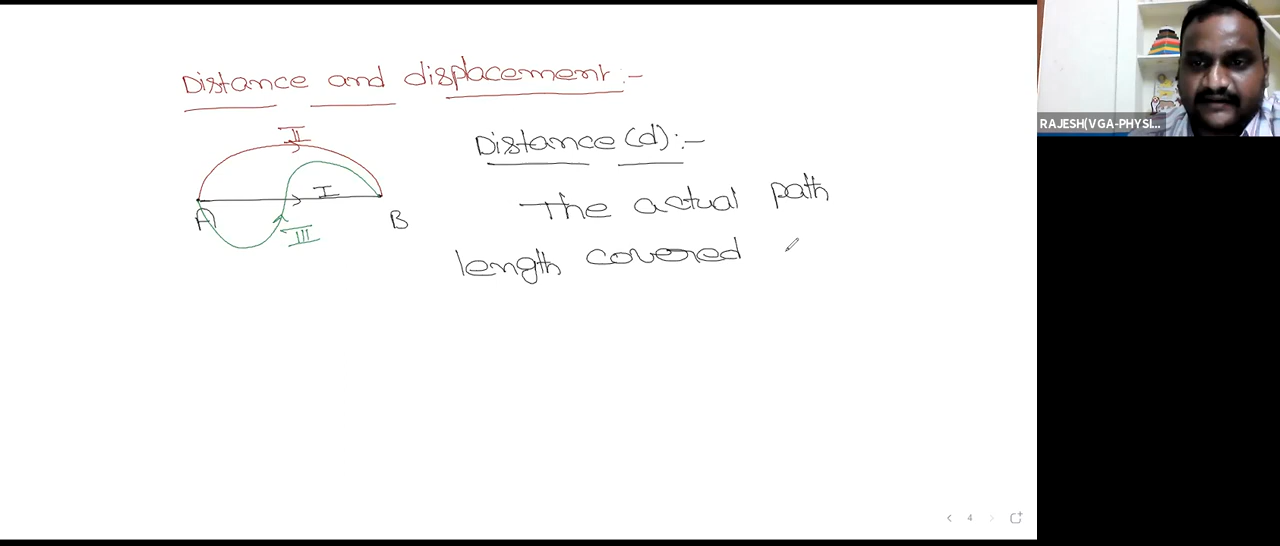 Distance and displacement :-
II
Distance (d) :-
I
The actual path
A
B
III
length covered
RAJESH(VGA-PHYSI...
4